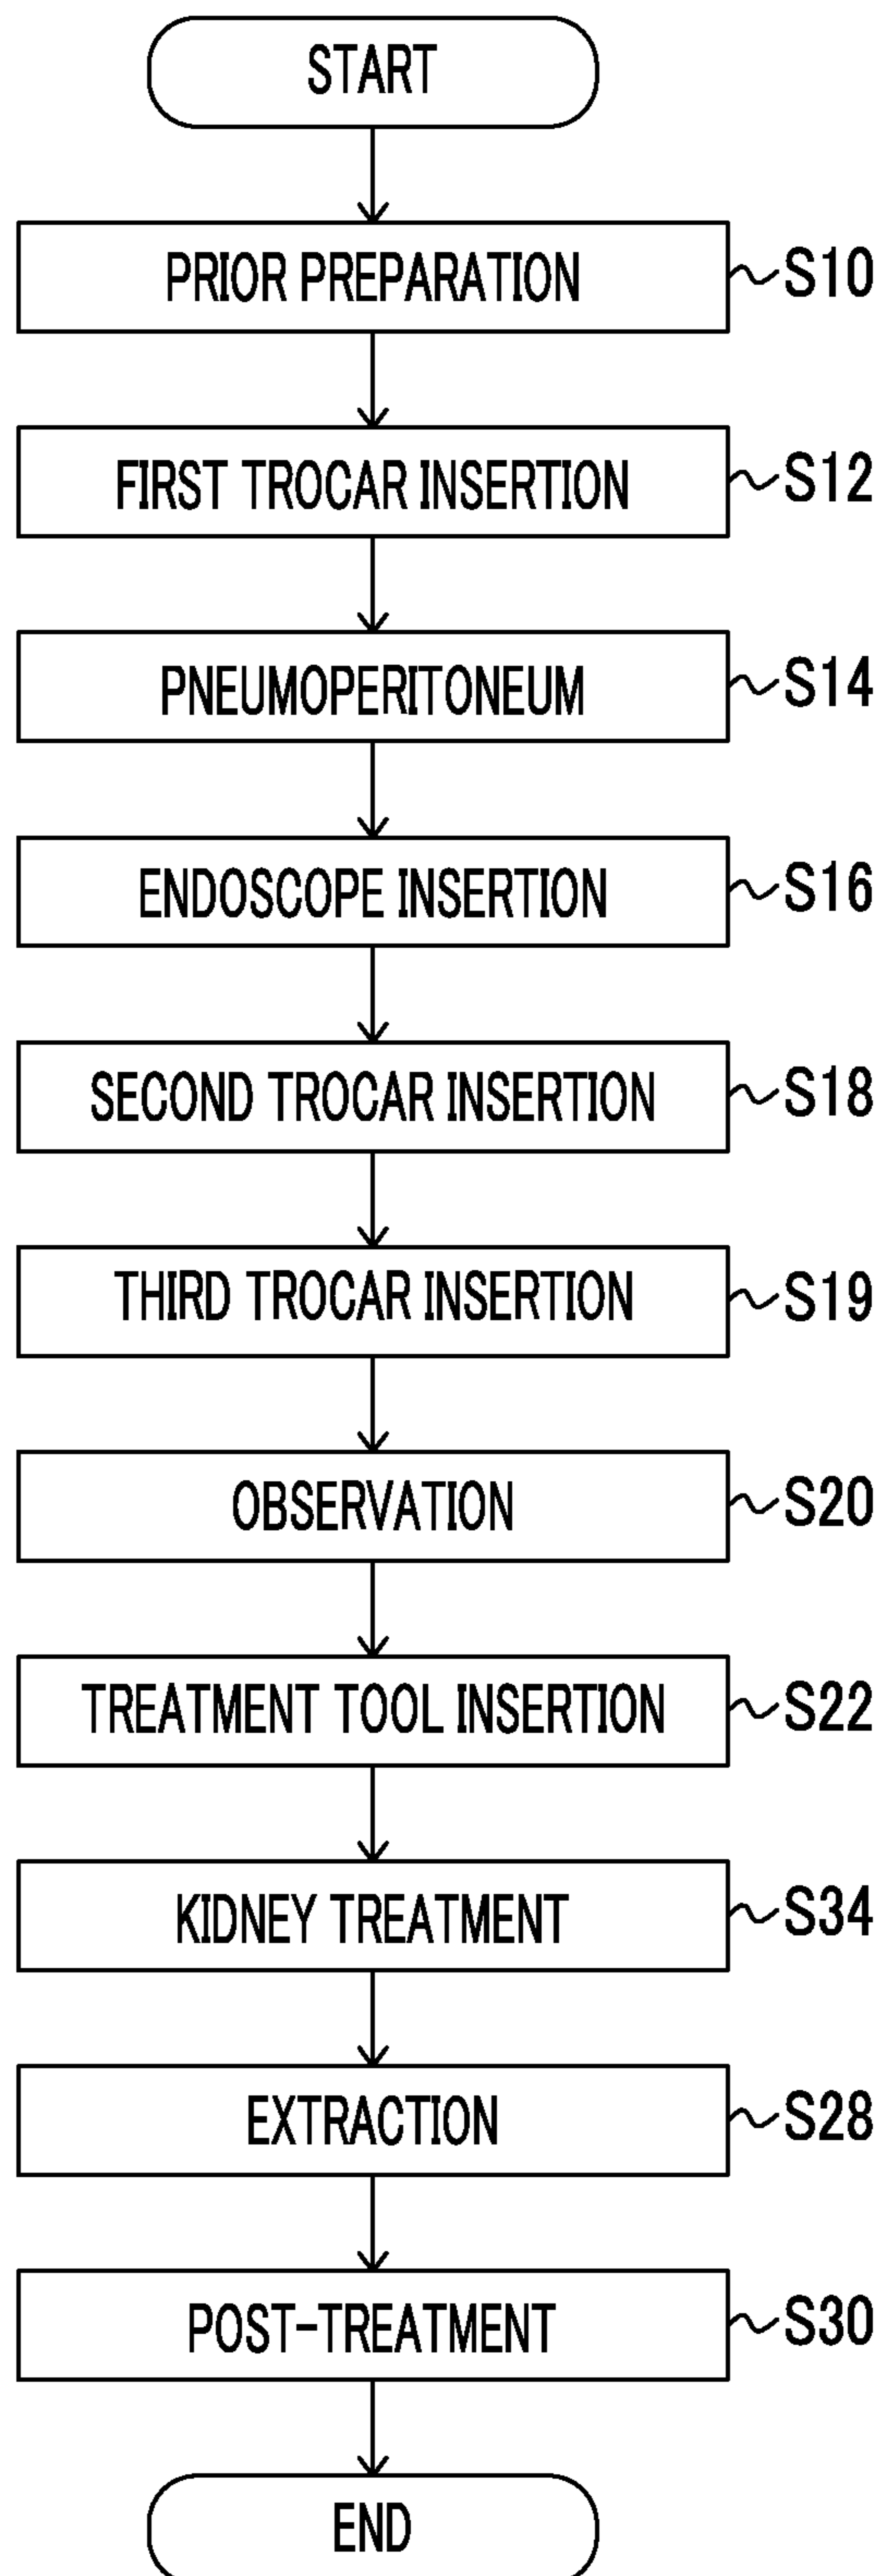 START
PRIOR PREPARATION S10
FIRST TROCAR INSERTION S12
PNEUMOPERITONEUM S14
ENDOSCOPE INSERTION S16
SECOND TROCAR INSERTION S18
THIRD TROCAR INSERTION S19
OBSERVATION S20
TREATMENT TOOL INSERTION S22
KIDNEY TREATMENT S34
EXTRACTION S28
POST-TREATMENT S30
END